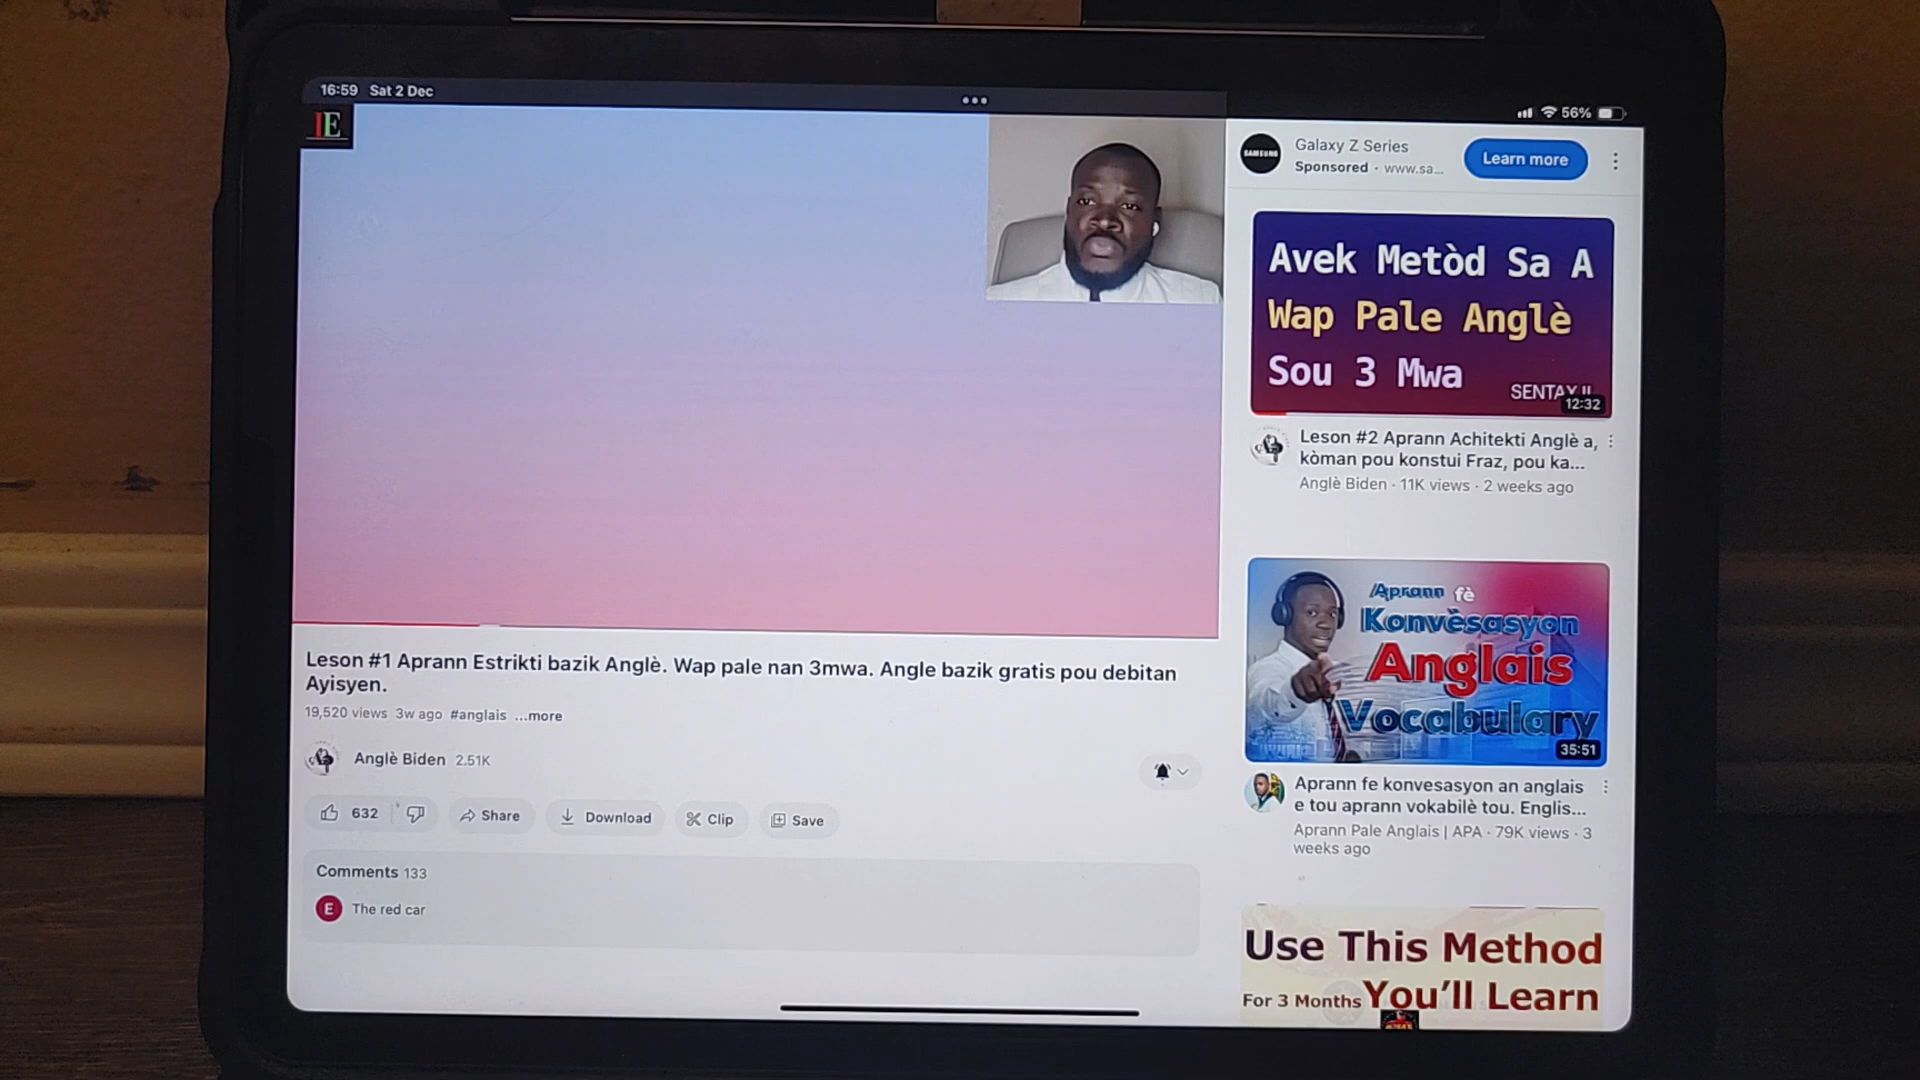 16:59 Sat 2 Dec
56%
IE
Leson #1 Aprann Estrikti bazik Anglè. Wap pale nan 3mwa. Angle bazik gratis pou debitan
Ayisyen.
19,520 views 3w ago #anglais ...more
Anglè Biden 2.51K
632
Share
Download
Clip
Save
Comments 133
E The red car
SAMSUNG
Galaxy Z Series
Sponsored · www.sa...
Learn more
Avek Metòd Sa A
Wap Pale Anglè
Sou 3 Mwa
12:32
Leson #2 Aprann Achitekti Anglè a,
kòman pou konstui Fraz, pou ka...
Anglè Biden · 11K views · 2 weeks ago
Aprann fè
Konvèsasyon
Anglais
Vocabulary
35:51
Aprann fe konvesasyon an anglais
e tou aprann vokabilè tou. Englis...
Aprann Pale Anglais | APA · 79K views · 3
weeks ago
Use This Method
For 3 Months You'll Learn